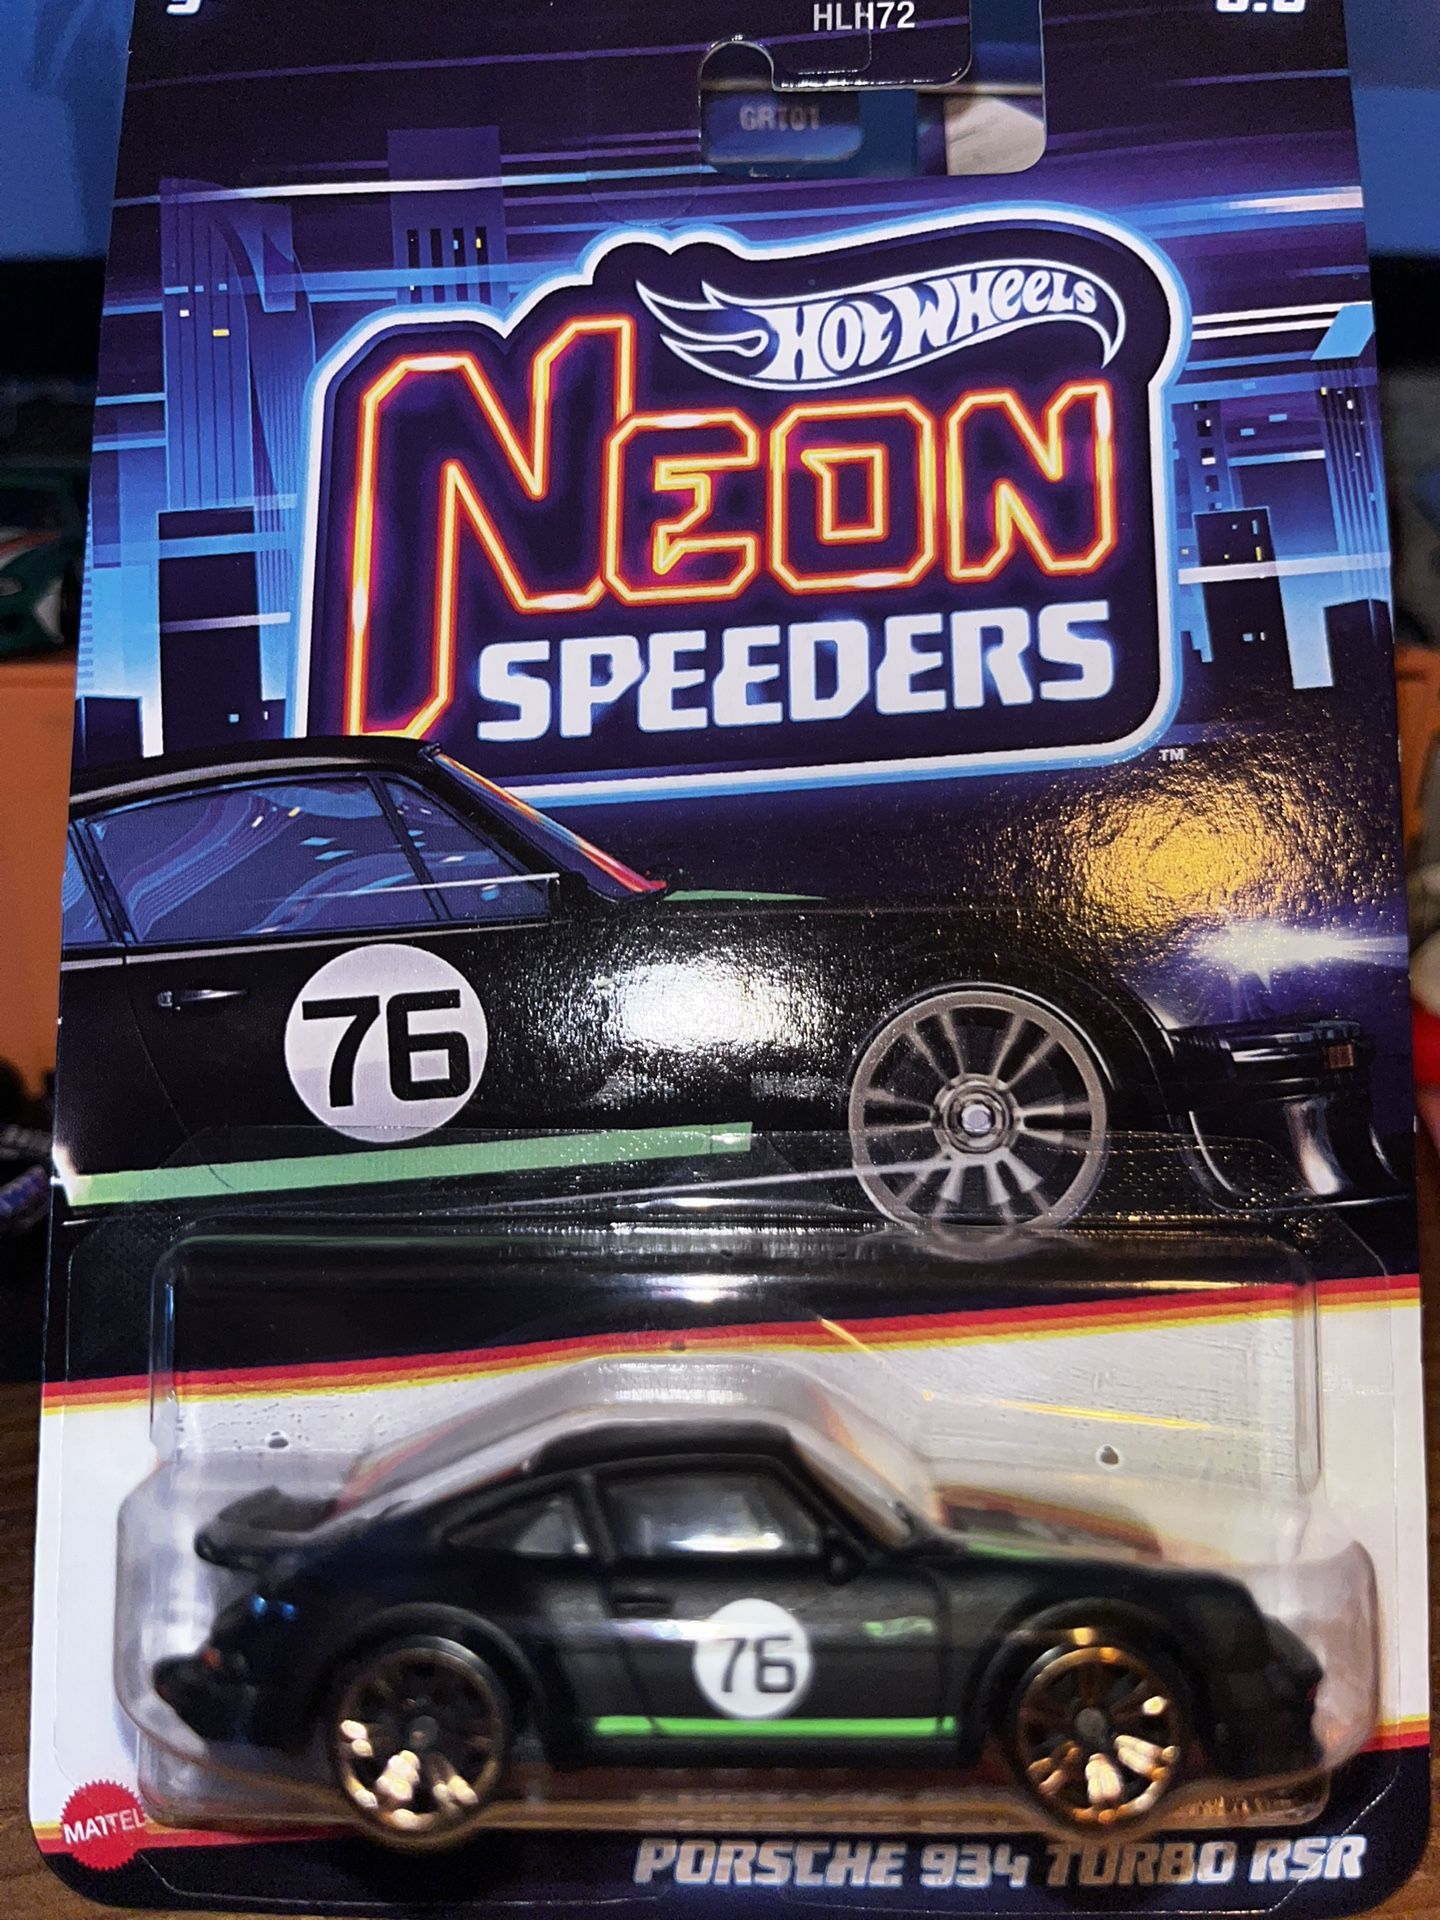 HLH72
GRT01
HOT WHEELS
NEON
SPEEDERS
TM
76
76
MATTEL
PORSCHE 934 TURBO RSR